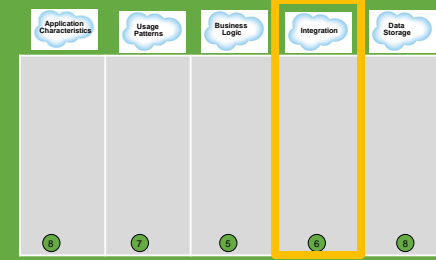 Application
Characteristics
Usage
Patterns
Business
Logic
Integration
Data
Storage
8
7
5
6
8